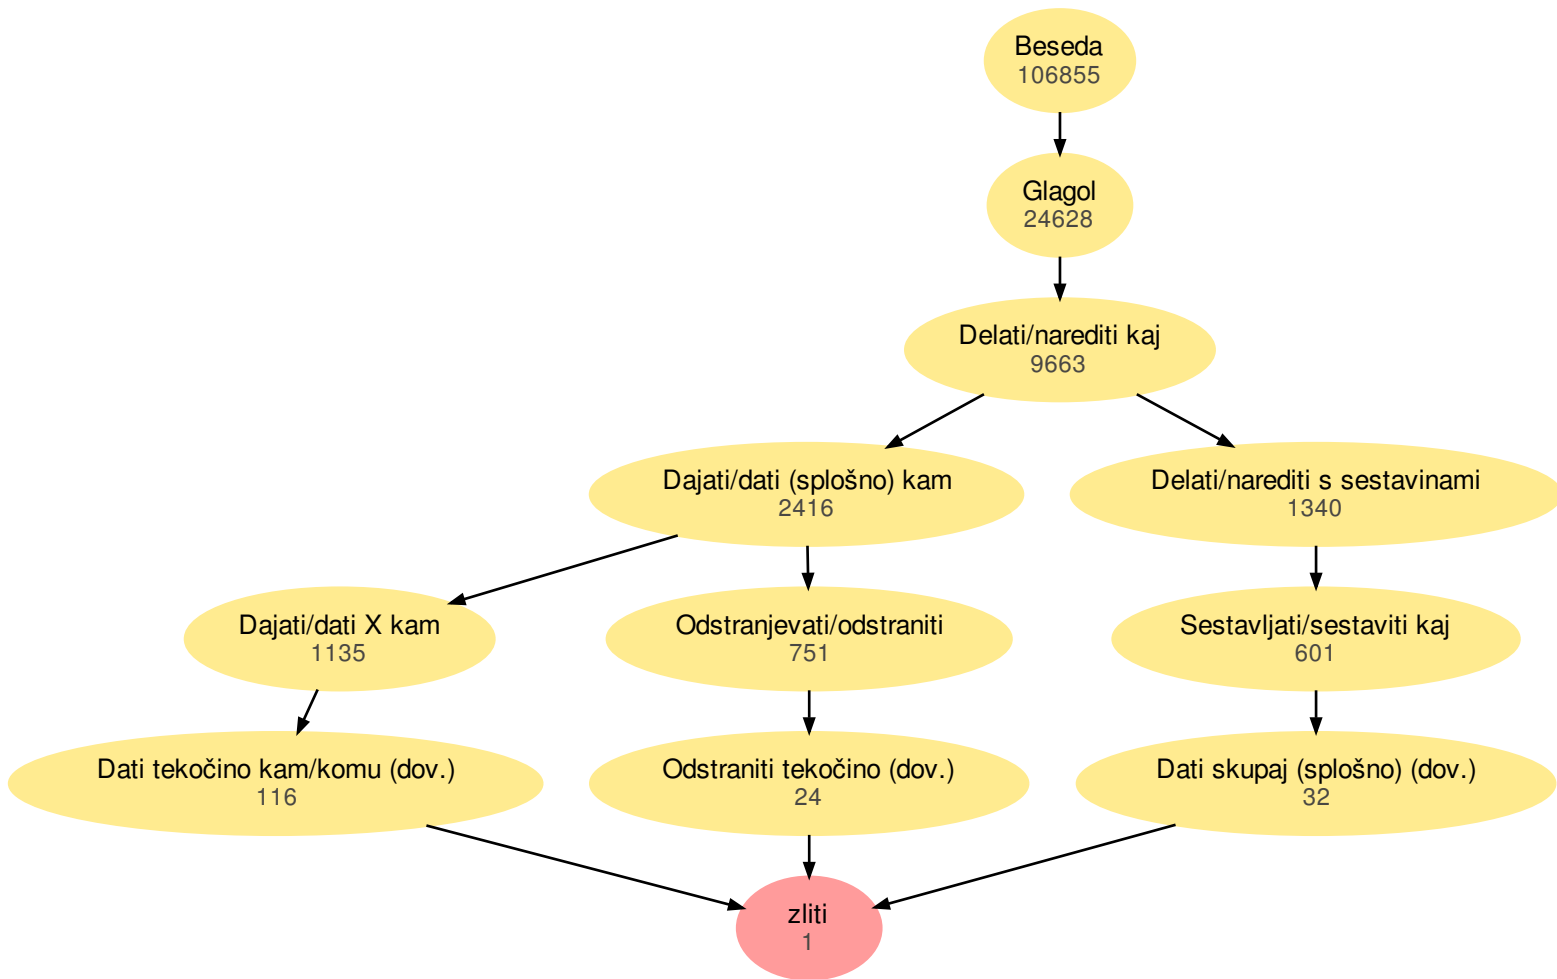 Beseda
106855
Glagol
24628
Delati/narediti kaj
9663
Dajati/dati (splošno) kam
2416
Delati/narediti s sestavinami
1340
Dajati/dati X kam
1135
Odstranjevati/odstraniti
751
Sestavljati/sestaviti kaj
601
Dati tekočino kam/komu (dov.)
116
Odstraniti tekočino (dov.)
24
Dati skupaj (splošno) (dov.)
32
zliti
1